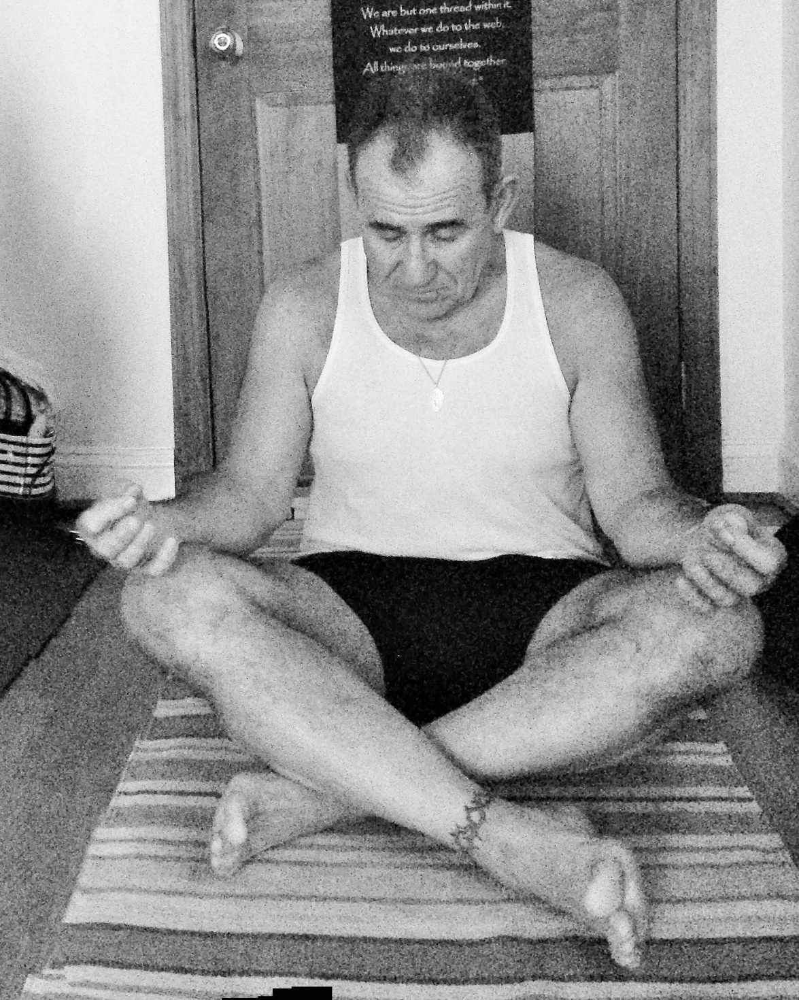 We are but one thread within it.
Whatever we do to the web,
we do to ourselves.
All things are bound together.